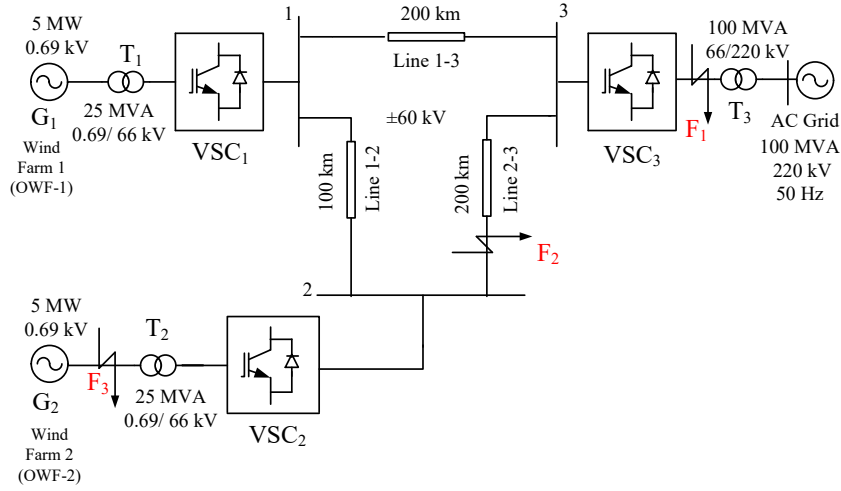 5 MW
0.69 kV
T1
G1
25 MVA
0.69/ 66 kV
Wind
Farm 1
(OWF-1)
VSC1
1
200 km
Line 1-3
3
±60 kV
100 km
Line 1-2
200 km
Line 2-3
VSC3
100 MVA
66/220 kV
F1
T3
AC Grid
100 MVA
220 kV
50 Hz
F2
2
5 MW
0.69 kV
T2
F3
G2
25 MVA
0.69/ 66 kV
Wind
Farm 2
(OWF-2)
VSC2